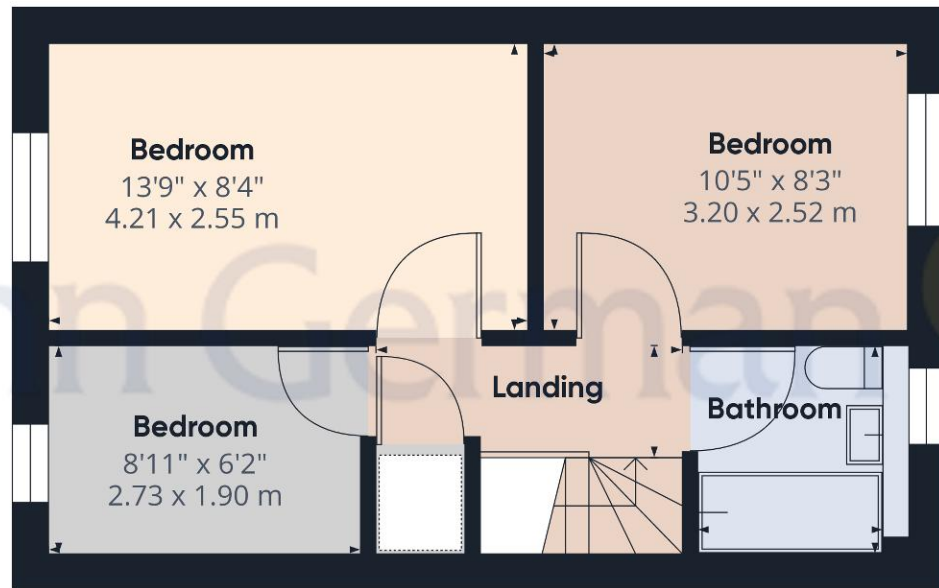 Bedroom
13'9" x 8'4"
4.21 x 2.55 m
Bedroom
10'5" x 8'3"
3.20 x 2.52 m
Landing
Bathroom
Bedroom
8'11" x 6'2"
2.73 x 1.90 m
German